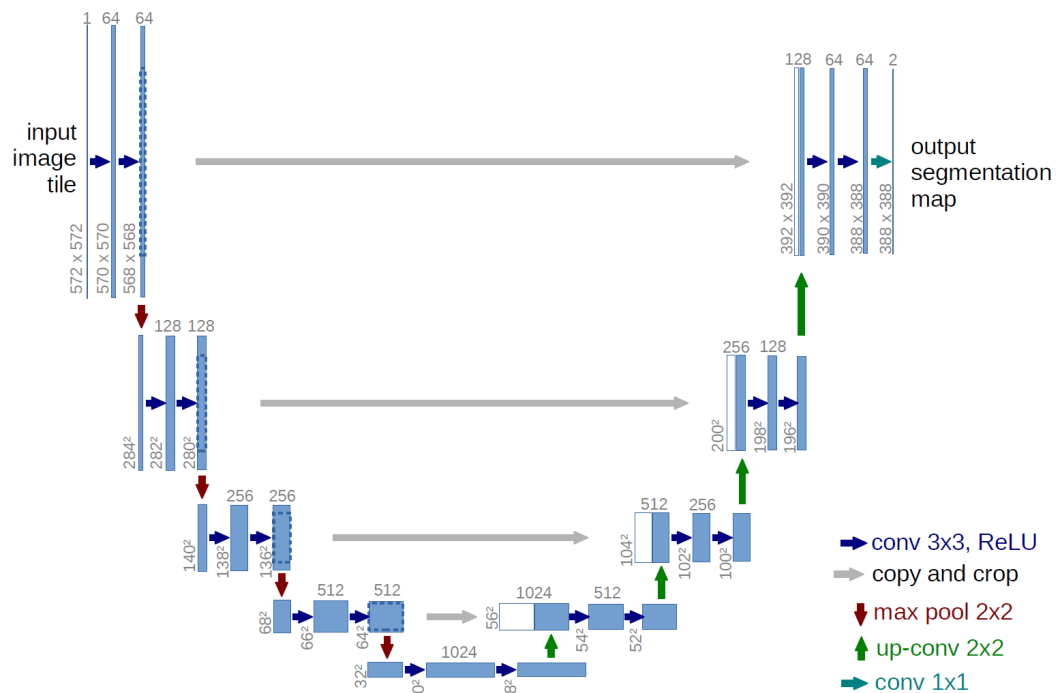 1 64 64
input
image
tile
572 x 572
570 x 570
568 x 568
128 64 64 2
output
segmentation
map
392 x 392
390 x 390
388 x 388
388 x 388
128 128
284²
282²
280²
256 128
200²
198²
196²
256 256
140²
138²
136²
512 256
104²
102²
100²
512 512
68²
66²
64²
1024 512
56²
54²
52²
1024
32²
conv 3x3, ReLU
copy and crop
max pool 2x2
up-conv 2x2
conv 1x1